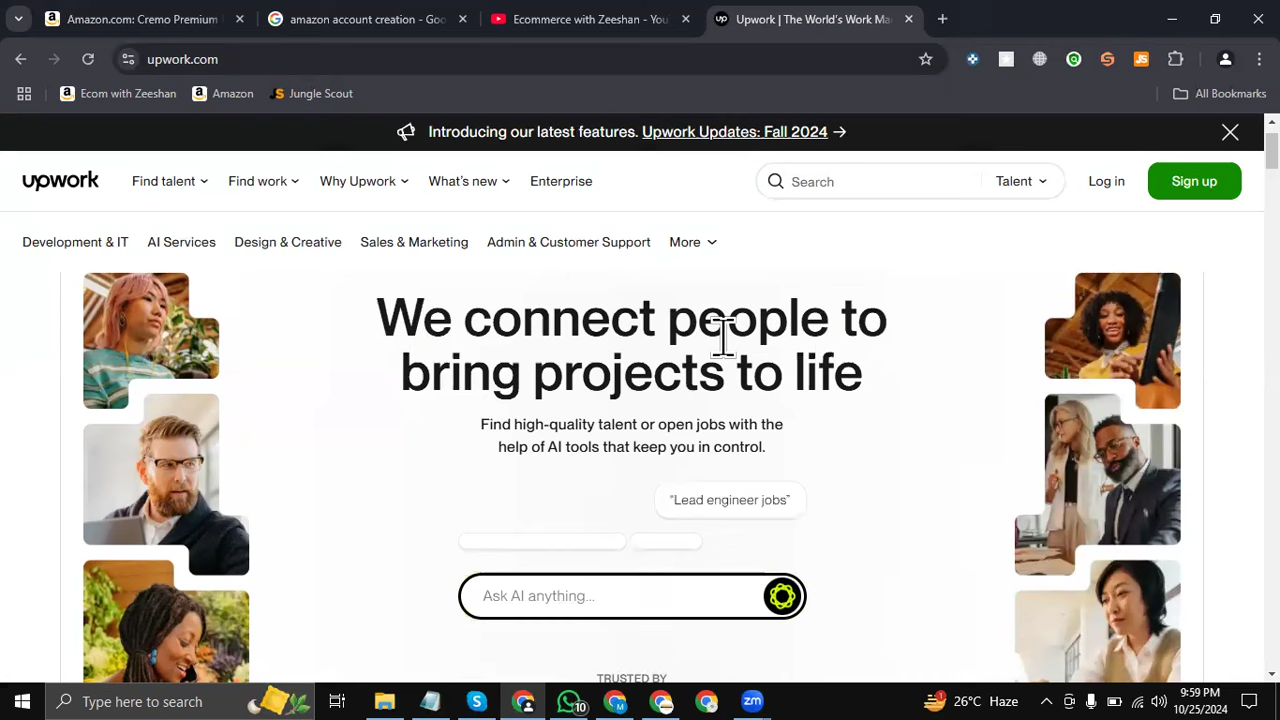 Amazon.com: Cremo Premium
amazon account creation - Goo
Ecommerce with Zeeshan - You
up
Upwork | The World's Work Ma
upwork.com
Ecom with Zeeshan
Amazon
Jungle Scout
All Bookmarks
Introducing our latest features. Upwork Updates: Fall 2024 →
upwork
Find talent
Find work
Why Upwork
What's new
Enterprise
Search
Talent
Log in
Sign up
Development & IT
AI Services
Design & Creative
Sales & Marketing
Admin & Customer Support
More
We connect people to
bring projects to life
Find high-quality talent or open jobs with the
help of AI tools that keep you in control.
"Lead engineer jobs"
Ask AI anything...
TRUSTED BY
Type here to search
10
zm
1
26°C Haze
9:59 PM
10/25/2024